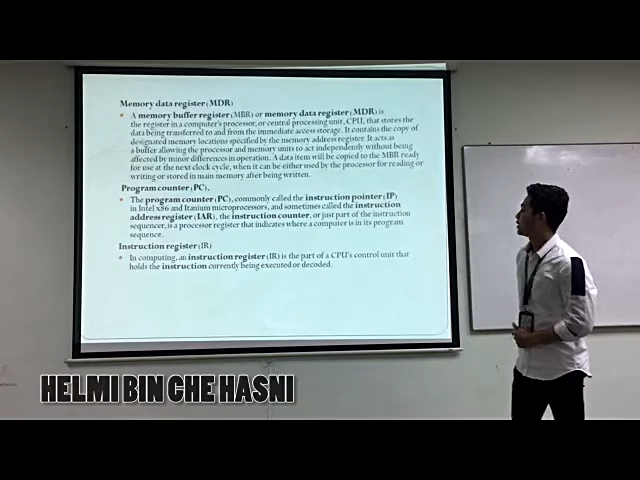 Memory data register (MDR)
• A memory buffer register (MBR) or memory data register (MDR) is
the register in a computer's processor, or central processing unit, CPU, that stores the
data being transferred to and from the immediate access storage. It contains the copy of
designated memory locations specified by the memory address register. It acts as
a buffer allowing the processor and memory units to act independently without being
affected by minor differences in operation. A data item will be copied to the MBR ready
for use at the next clock cycle, when it can be either used by the processor for reading or
writing or stored in main memory after being written.
Program counter (PC),
• The program counter (PC), commonly called the instruction pointer (IP)
in Intel x86 and Itanium microprocessors, and sometimes called the instruction
address register (IAR), the instruction counter, or just part of the instruction
sequencer, is a processor register that indicates where a computer is in its program
sequence.
Instruction register (IR)
• In computing, an instruction register (IR) is the part of a CPU's control unit that
holds the instruction currently being executed or decoded.
HELMI BIN CHE HASNI